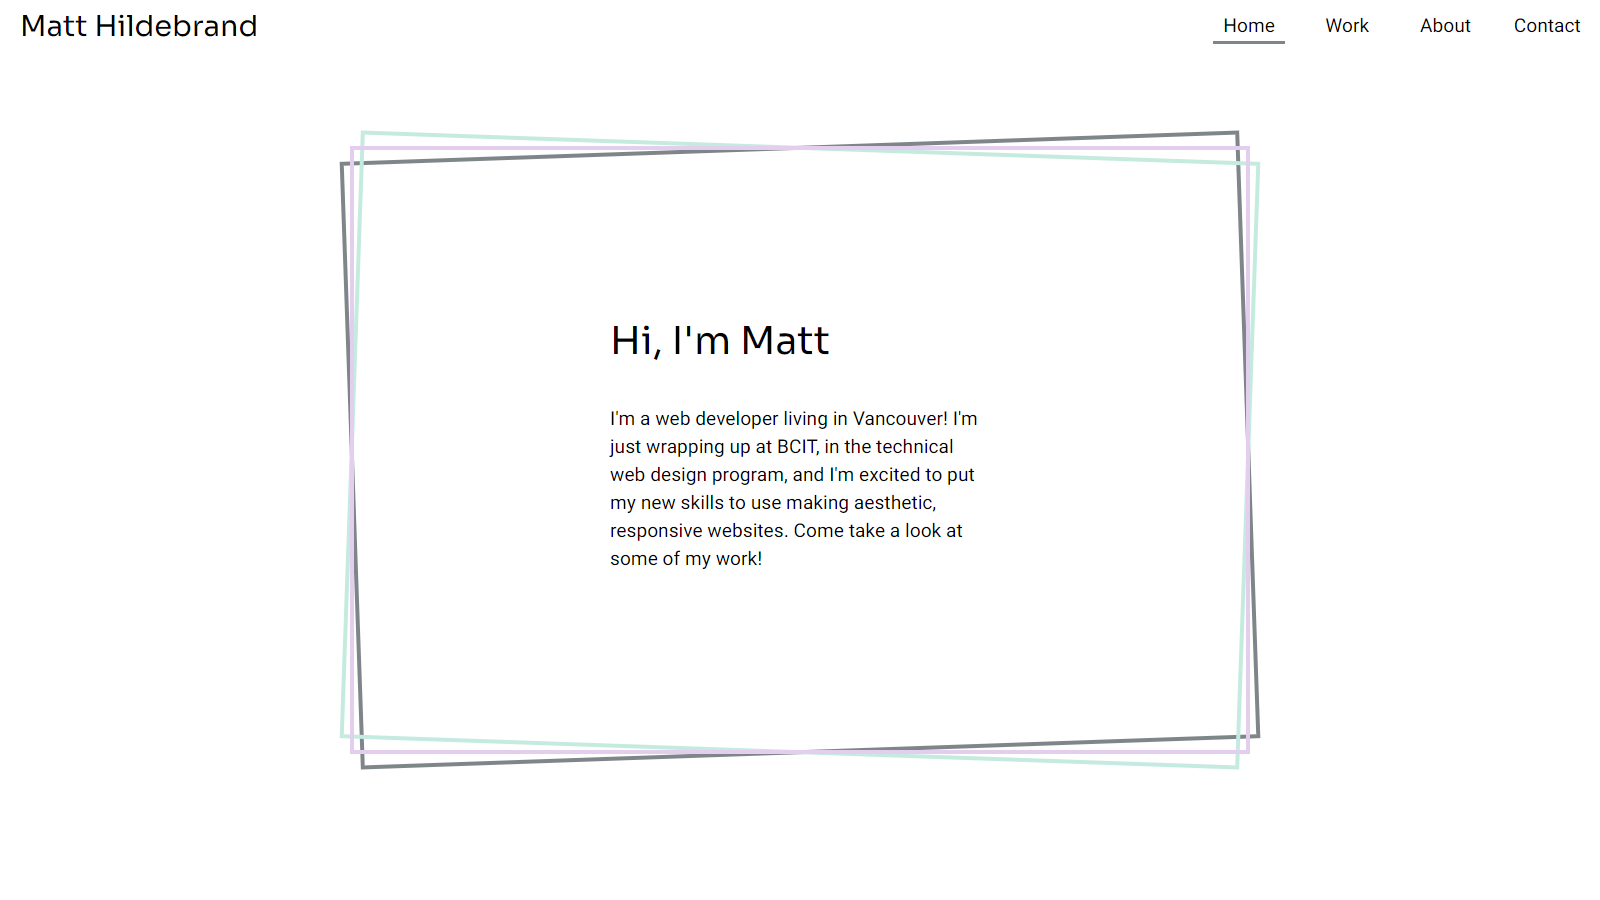 Matt Hildebrand
Home Work About Contact
Hi, I'm Matt
I'm a web developer living in Vancouver! I'm
just wrapping up at BCIT, in the technical
web design program, and I'm excited to put
my new skills to use making aesthetic,
responsive websites. Come take a look at
some of my work!